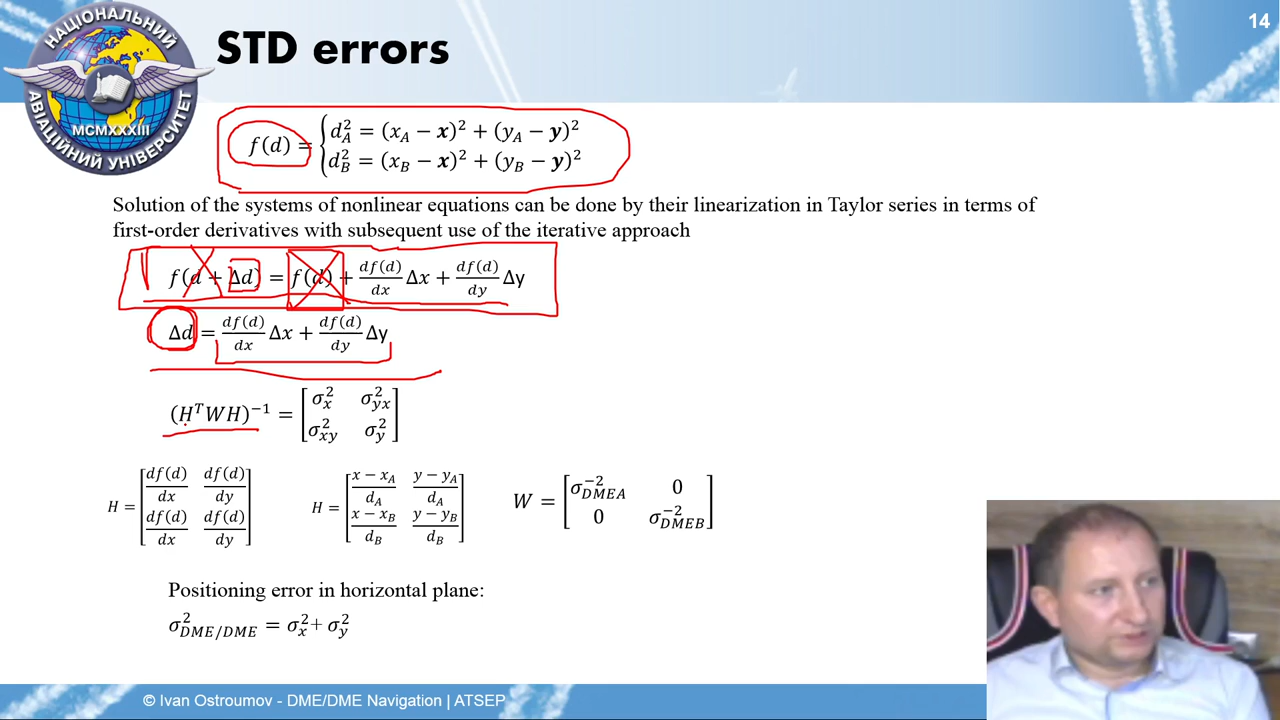 14
НАЦІОНАЛЬНИЙ
АВІАЦІЙНИЙ УНІВЕРСИТЕТ
MCMXXXIII
STD errors
f(d) = { d_A^2 = (x_A − x)^2 + (y_A − y)^2
d_B^2 = (x_B − x)^2 + (y_B − y)^2
Solution of the systems of nonlinear equations can be done by their linearization in Taylor series in terms of
first-order derivatives with subsequent use of the iterative approach
f(d + Δd) = f(d) + df(d)/dx Δx + df(d)/dy Δy
Δd = df(d)/dx Δx + df(d)/dy Δy
(H^T WH)^−1 = [σ_x^2 σ_yx^2
σ_xy^2 σ_y^2]
H = [df(d)/dx df(d)/dy
df(d)/dx df(d)/dy]
H = [x − x_A/d_A y − y_A/d_A
x − x_B/d_B y − y_B/d_B]
W = [σ_DMEA^−2 0
0 σ_DMEB^−2]
Positioning error in horizontal plane:
σ_DME/DME^2 = σ_x^2 + σ_y^2
© Ivan Ostroumov - DME/DME Navigation | ATSEP